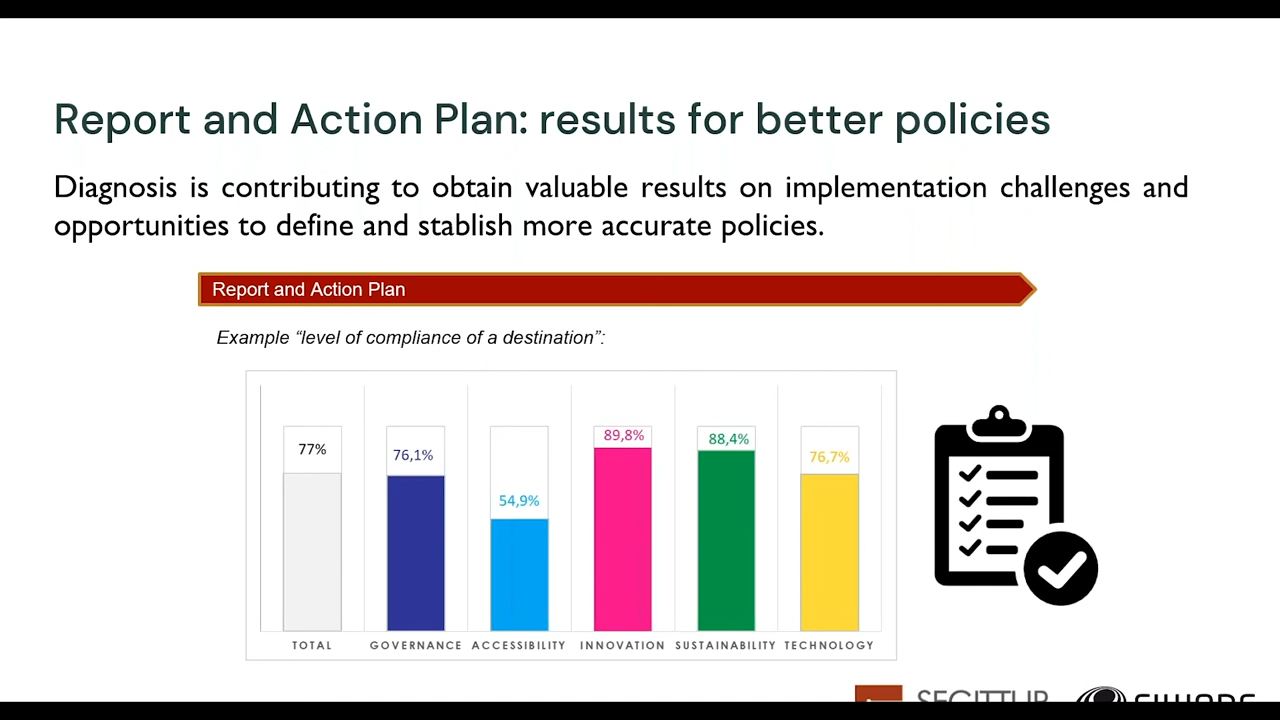 Report and Action Plan: results for better policies
Diagnosis is contributing to obtain valuable results on implementation challenges and
opportunities to define and stablish more accurate policies.
Report and Action Plan
Example “level of compliance of a destination”:
77% 76,1% 54,9% 89,8% 88,4% 76,7%
TOTAL GOVERNANCE ACCESSIBILITY INNOVATION SUSTAINABILITY TECHNOLOGY